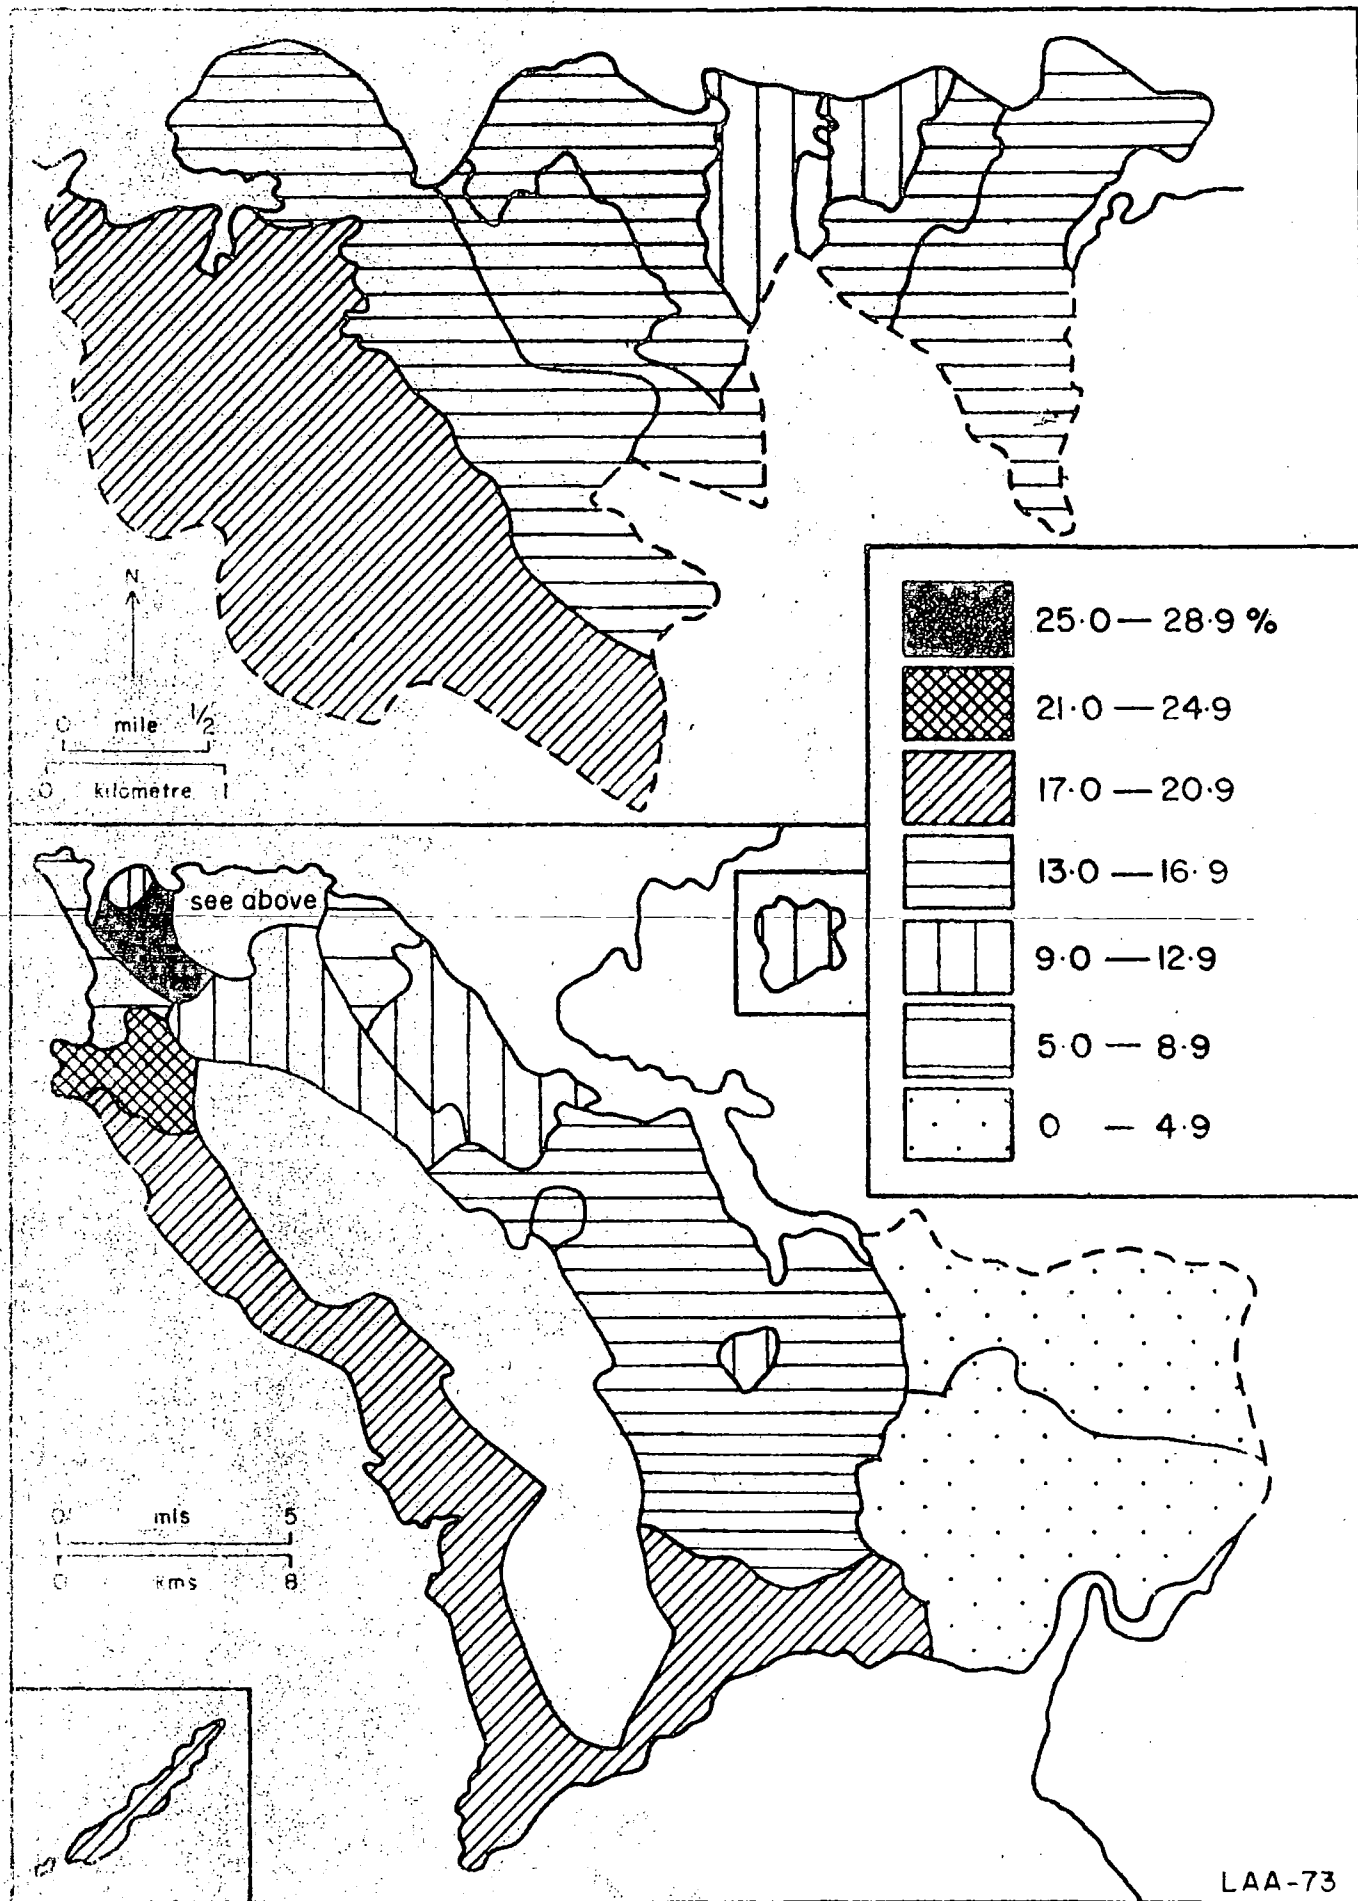 N
0 mile 1/2
0 kilometre 1
25·0 — 28·9 %
21·0 — 24·9
17·0 — 20·9
13·0 — 16·9
9·0 — 12·9
5·0 — 8·9
0 — 4·9
see above
0 mls 5
0 kms 8
LAA-73